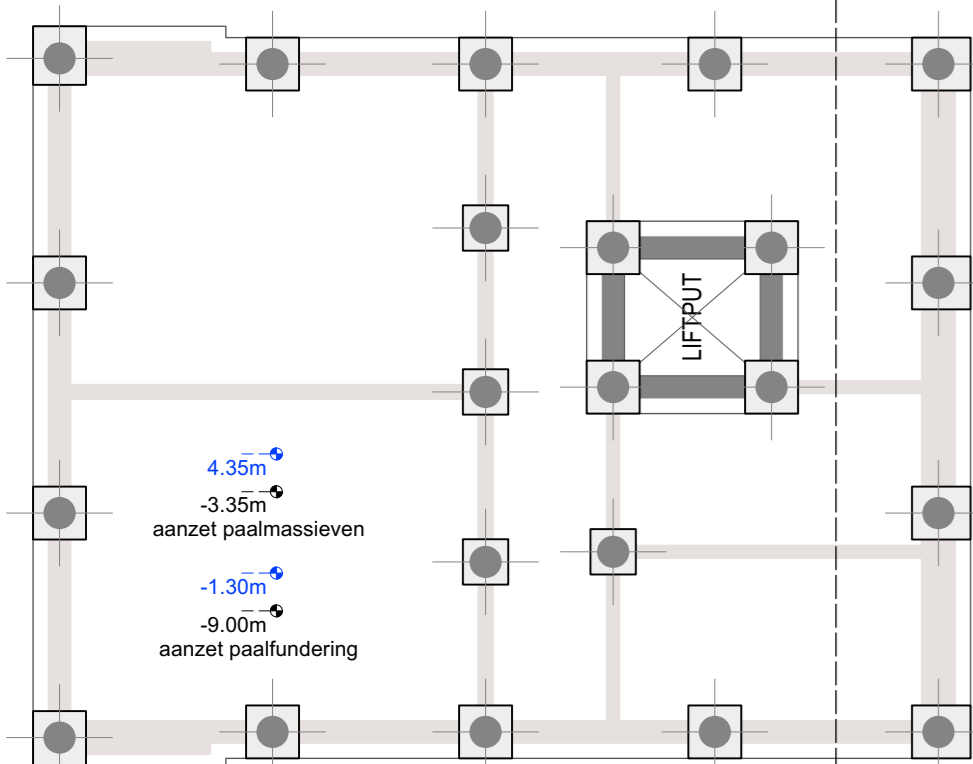 LIFTPUT
4.35m
-3.35m
aanzet paalmassieven
-1.30m
-9.00m
aanzet paalfundering